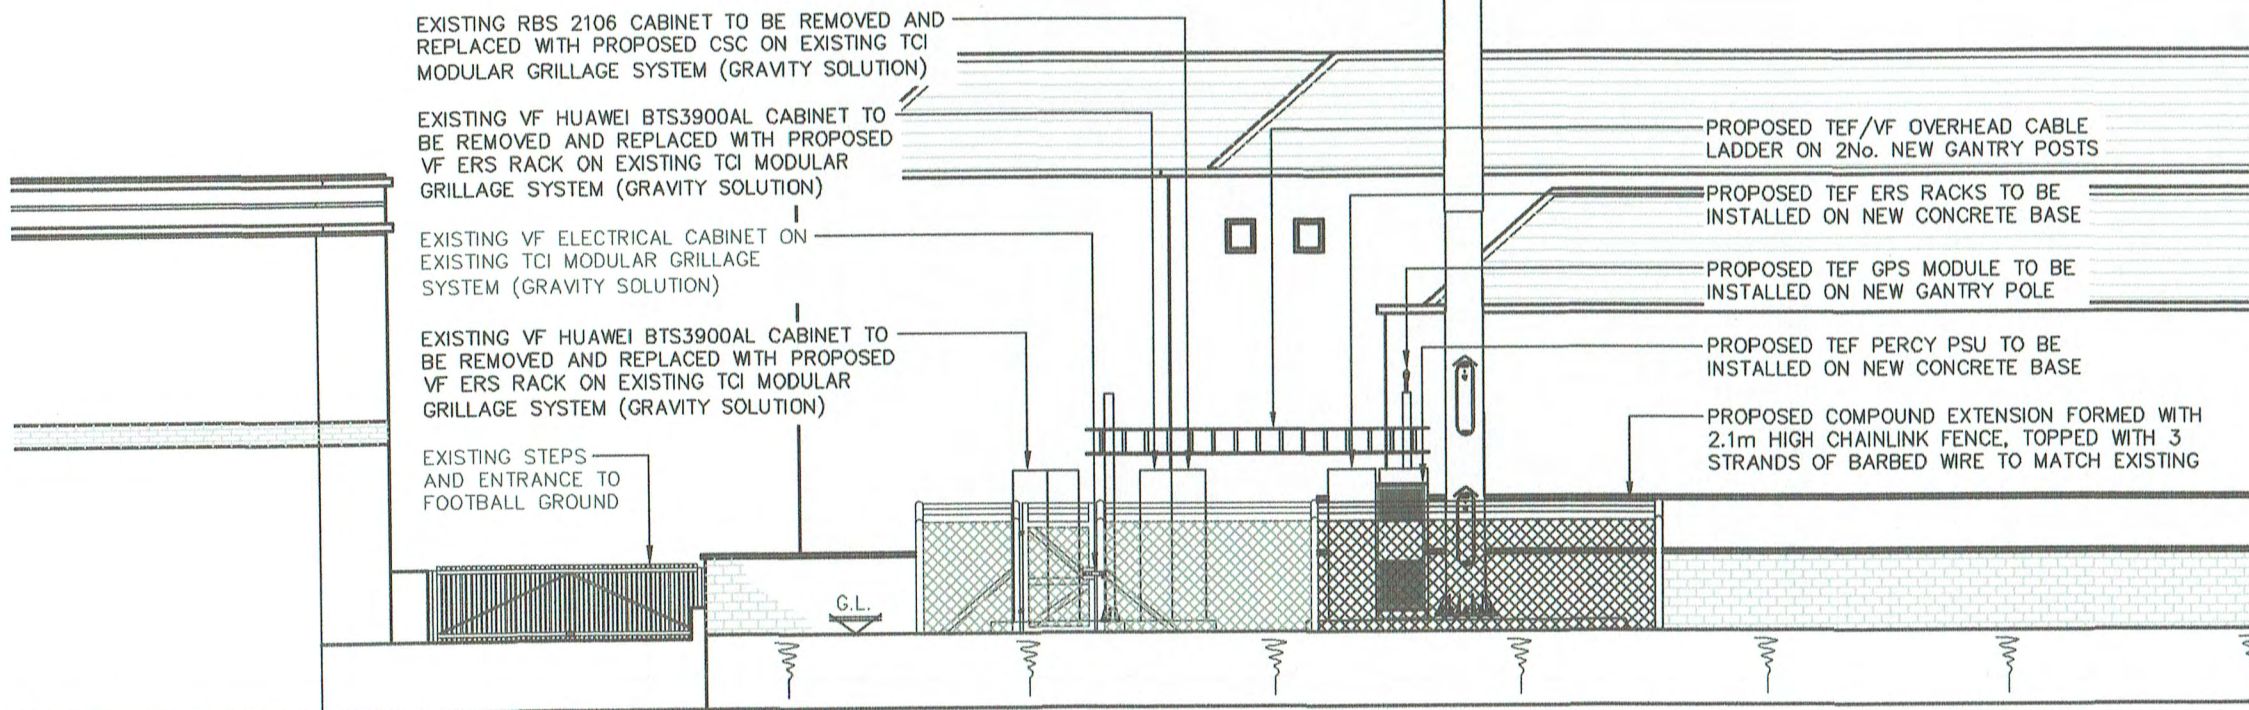 EXISTING RBS 2106 CABINET TO BE REMOVED AND
REPLACED WITH PROPOSED CSC ON EXISTING TCI
MODULAR GRILLAGE SYSTEM (GRAVITY SOLUTION)
EXISTING VF HUAWEI BTS3900AL CABINET TO
BE REMOVED AND REPLACED WITH PROPOSED
VF ERS RACK ON EXISTING TCI MODULAR
GRILLAGE SYSTEM (GRAVITY SOLUTION)
EXISTING VF ELECTRICAL CABINET ON
EXISTING TCI MODULAR GRILLAGE
SYSTEM (GRAVITY SOLUTION)
EXISTING VF HUAWEI BTS3900AL CABINET TO
BE REMOVED AND REPLACED WITH PROPOSED
VF ERS RACK ON EXISTING TCI MODULAR
GRILLAGE SYSTEM (GRAVITY SOLUTION)
EXISTING STEPS
AND ENTRANCE TO
FOOTBALL GROUND
G.L.
PROPOSED TEF/VF OVERHEAD CABLE
LADDER ON 2No. NEW GANTRY POSTS
PROPOSED TEF ERS RACKS TO BE
INSTALLED ON NEW CONCRETE BASE
PROPOSED TEF GPS MODULE TO BE
INSTALLED ON NEW GANTRY POLE
PROPOSED TEF PERCY PSU TO BE
INSTALLED ON NEW CONCRETE BASE
PROPOSED COMPOUND EXTENSION FORMED WITH
2.1m HIGH CHAINLINK FENCE, TOPPED WITH 3
STRANDS OF BARBED WIRE TO MATCH EXISTING